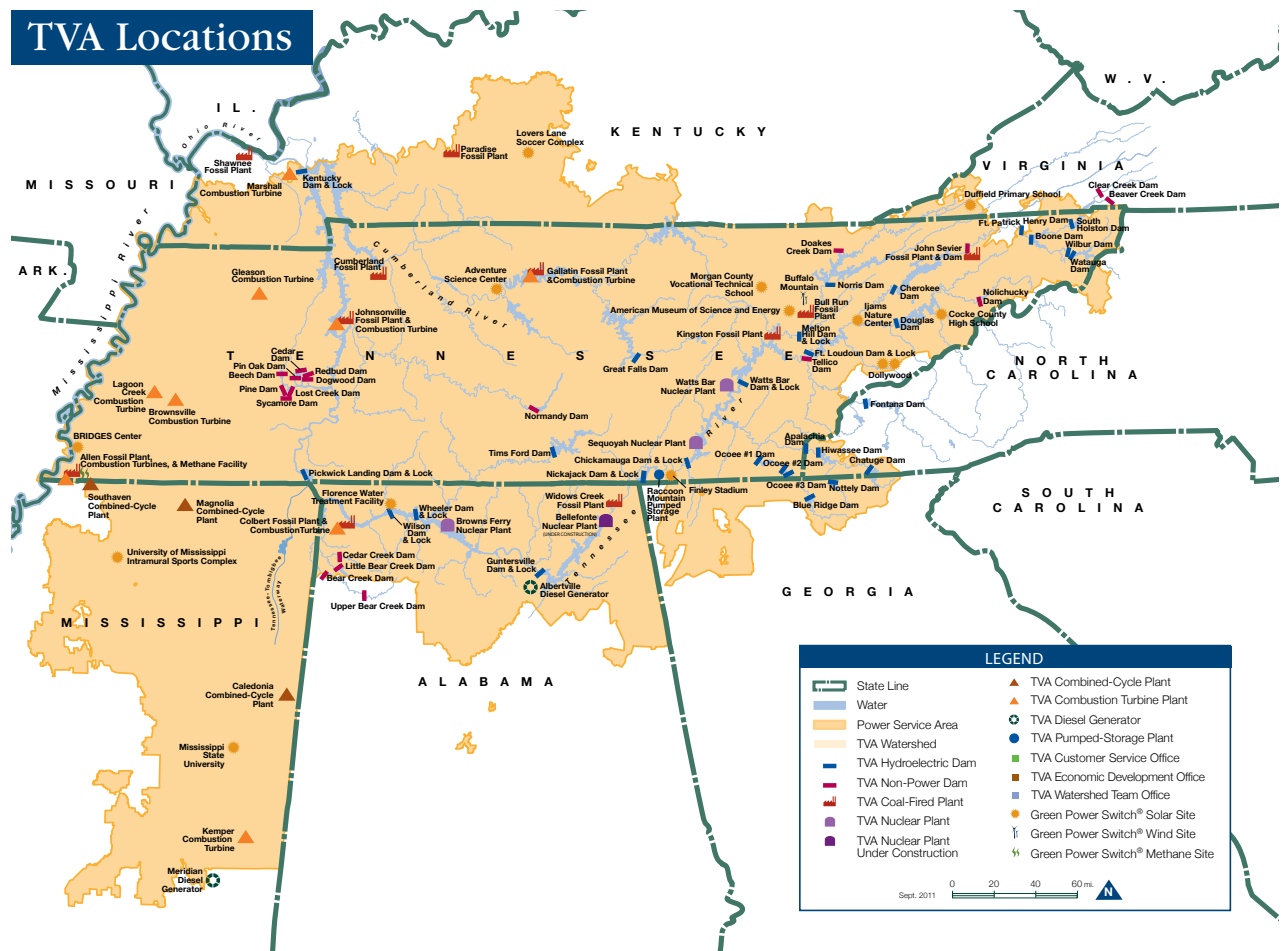 TVA Locations
W. V.
IL.
Ohio River
KENTUCKY
Lovers Lane
Soccer Complex
Paradise
Fossil Plant
Shawnee
Fossil Plant
VIRGINIA
MISSOURI
Marshall
Combustion Turbine
Kentucky
Dam & Lock
Clear Creek Dam
Beaver Creek Dam
Duffield Primary School
Mississippi River
Ft. Patrick Henry Dam
South
Holston Dam
Boone Dam
Wilbur Dam
Watauga
Dam
Doakes
Creek Dam
John Sevier
Fossil Plant & Dam
ARK.
Cumberland
Fossil Plant
Cumberland River
Gleason
Combustion Turbine
Adventure
Science Center
Gallatin Fossil Plant
&Combustion Turbine
Morgan County
Vocational Technical
School
Buffalo
Mountain
Norris Dam
Cherokee
Dam
Nolichucky
Dam
American Museum of Science and Energy
Bull Run
Fossil
Plant
Ijams
Nature
Center
Douglas
Dam
Cocke County
High School
Johnsonville
Fossil Plant &
Combustion Turbine
Kingston Fossil Plant
Melton
Hill Dam
& Lock
TENNESSEE
Ft. Loudoun Dam & Lock
Tellico
Dam
Dollywood
NORTH
CAROLINA
Cedar
Dam
Pin Oak Dam
Beech Dam
Redbud Dam
Dogwood Dam
Pine Dam
Lost Creek Dam
Sycamore Dam
Great Falls Dam
Watts Bar
Nuclear Plant
Watts Bar
Dam & Lock
Lagoon
Creek
Combustion
Turbine
Brownsville
Combustion Turbine
Normandy Dam
Fontana Dam
BRIDGES Center
Allen Fossil Plant,
Combustion Turbines, & Methane Facility
Sequoyah Nuclear Plant
Tims Ford Dam
Chickamauga Dam & Lock
Nickajack Dam & Lock
Ocoee #1 Dam
Ocoee #2 Dam
Ocoee #3 Dam
Apalachia
Dam
Hiwassee Dam
Chatuge Dam
Nottely Dam
Blue Ridge Dam
Pickwick Landing Dam & Lock
Southaven
Combined-Cycle
Plant
Magnolia
Combined-Cycle
Plant
Florence Water
Treatment Facility
Wheeler Dam
& Lock
Widows Creek
Fossil Plant
Raccoon
Mountain
Pumped
Storage
Plant
Finley Stadium
SOUTH
CAROLINA
Colbert Fossil Plant &
CombustionTurbine
Wilson
Dam
& Lock
Browns Ferry
Nuclear Plant
Bellefonte
Nuclear Plant
(UNDER CONSTRUCTION)
Tennessee River
University of Mississippi
Intramural Sports Complex
Tennessee-Tombigbee
Waterway
Cedar Creek Dam
Little Bear Creek Dam
Bear Creek Dam
Upper Bear Creek Dam
Guntersville
Dam & Lock
Albertville
Diesel Generator
GEORGIA
MISSISSIPPI
ALABAMA
Caledonia
Combined-Cycle
Plant
Mississippi
State
University
Kemper
Combustion
Turbine
Meridian
Diesel
Generator
LEGEND
State Line
Water
Power Service Area
TVA Watershed
TVA Hydroelectric Dam
TVA Non-Power Dam
TVA Coal-Fired Plant
TVA Nuclear Plant
TVA Nuclear Plant
Under Construction
TVA Combined-Cycle Plant
TVA Combustion Turbine Plant
TVA Diesel Generator
TVA Pumped-Storage Plant
TVA Customer Service Office
TVA Economic Development Office
TVA Watershed Team Office
Green Power Switch® Solar Site
Green Power Switch® Wind Site
Green Power Switch® Methane Site
Sept. 2011
0 20 40 60 mi.
N